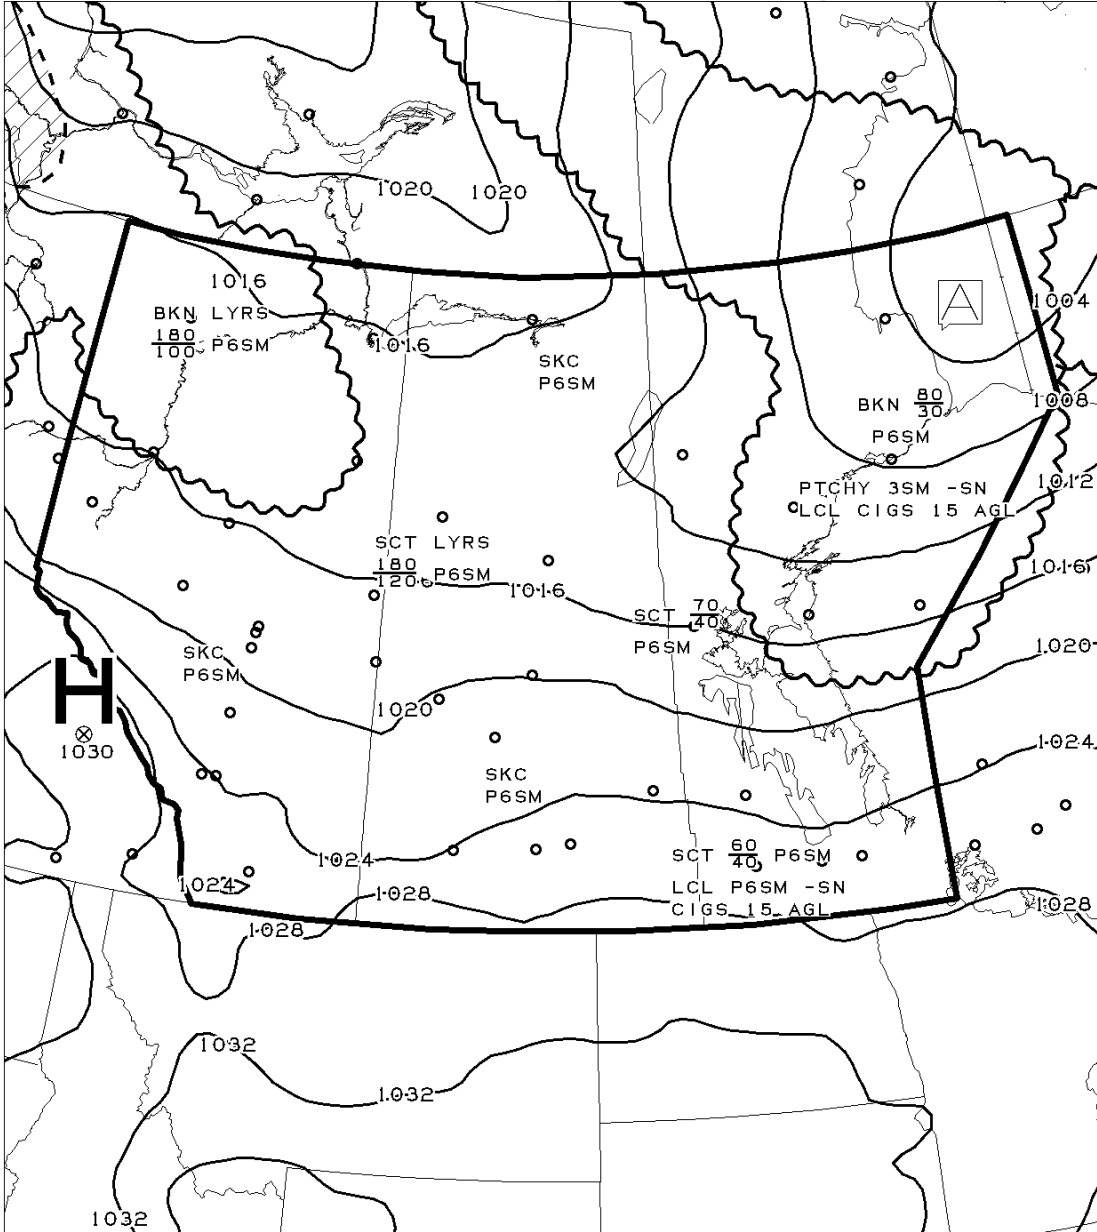 1020
1020
1016
BKN LYRS
180
100 P6SM
1016
SKC
P6SM
A
1004
BKN 80
30
P6SM
1008
PTCHY 3SM -SN
LCL CIGS 15 AGL
1012
SCT LYRS
180
120 P6SM
1016
SCT 70
40
P6SM
1016
SKC
P6SM
1020
H
1030
1020
1024
SKC
P6SM
1024
SCT 60
40 P6SM
LCL P6SM -SN
CIGS 15 AGL
1024
1028
1028
1028
1032
1032
1032